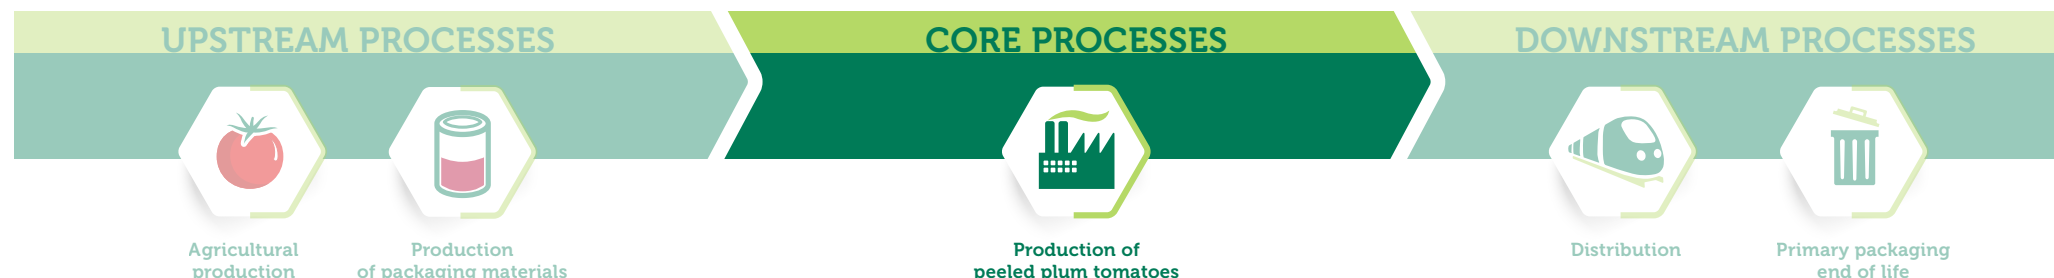 UPSTREAM PROCESSES
CORE PROCESSES
DOWNSTREAM PROCESSES
Agricultural
production
Production
of packaging materials
Production of
peeled plum tomatoes
Distribution
Primary packaging
end of life